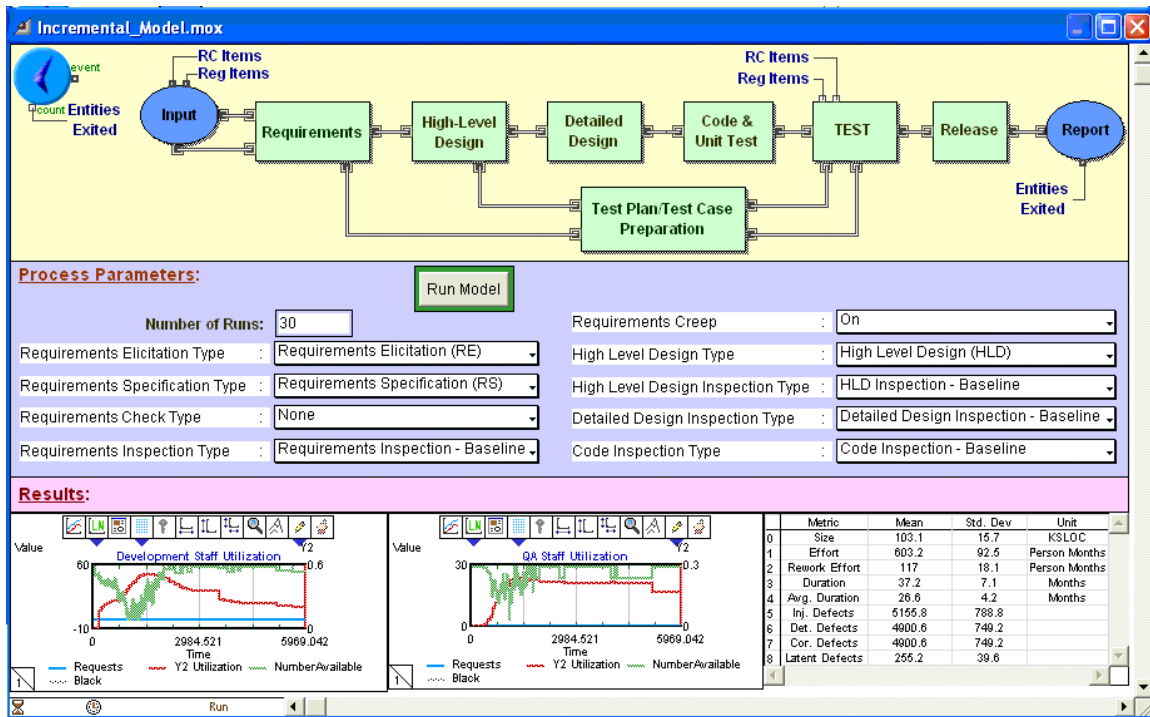 Incremental_Model.mox
event
count Entities
Exited
RC Items
Reg Items
RC Items
Reg Items
Input
Requirements
High-Level
Design
Detailed
Design
Code &
Unit Test
TEST
Release
Report
Test Plan/Test Case
Preparation
Entities
Exited
Process Parameters:
Run Model
Number of Runs: 30
Requirements Creep : On
Requirements Elicitation Type : Requirements Elicitation (RE)
High Level Design Type : High Level Design (HLD)
Requirements Specification Type : Requirements Specification (RS)
High Level Design Inspection Type : HLD Inspection - Baseline
Requirements Check Type : None
Detailed Design Inspection Type : Detailed Design Inspection - Baseline
Requirements Inspection Type : Requirements Inspection - Baseline
Code Inspection Type : Code Inspection - Baseline
Results:
LN
Value
Development Staff Utilization
Y2
60
0.6
-10
0
0 2984.521 5969.042
Time
Requests Y2 Utilization NumberAvailable
Black
1
LN
Value
QA Staff Utilization
Y2
30
0.3
0
0
0 2984.521 5969.042
Time
Requests Y2 Utilization NumberAvailable
Black
1
Metric Mean Std. Dev Unit
0 Size 103.1 15.7 KSLOC
1 Effort 603.2 92.5 Person Months
2 Rework Effort 117 18.1 Person Months
3 Duration 37.2 7.1 Months
4 Avg. Duration 26.6 4.2 Months
5 Inj. Defects 5155.8 788.8
6 Det. Defects 4900.6 749.2
7 Cor. Defects 4900.6 749.2
8 Latent Defects 255.2 39.6
Run